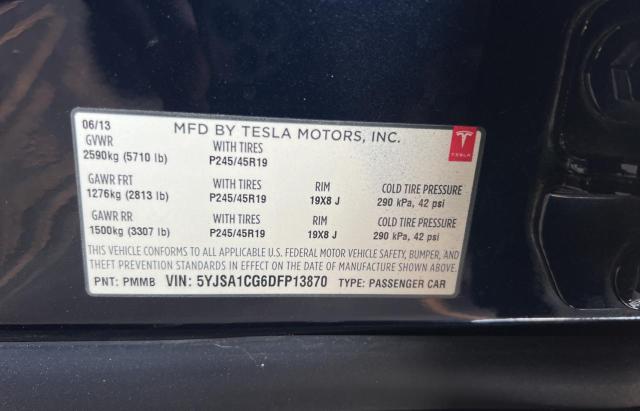 06/13 MFD BY TESLA MOTORS, INC.
GVWR WITH TIRES
2590kg (5710 lb) P245/45R19
TESLA
GAWR FRT WITH TIRES RIM COLD TIRE PRESSURE
1276kg (2813 lb) P245/45R19 19X8 J 290 kPa, 42 psi
GAWR RR WITH TIRES RIM COLD TIRE PRESSURE
1500kg (3307 lb) P245/45R19 19X8 J 290 kPa, 42 psi
THIS VEHICLE CONFORMS TO ALL APPLICABLE U.S. FEDERAL MOTOR VEHICLE SAFETY, BUMPER, AND
THEFT PREVENTION STANDARDS IN EFFECT ON THE DATE OF MANUFACTURE SHOWN ABOVE.
PNT: PMMB VIN: 5YJSA1CG6DFP13870 TYPE: PASSENGER CAR